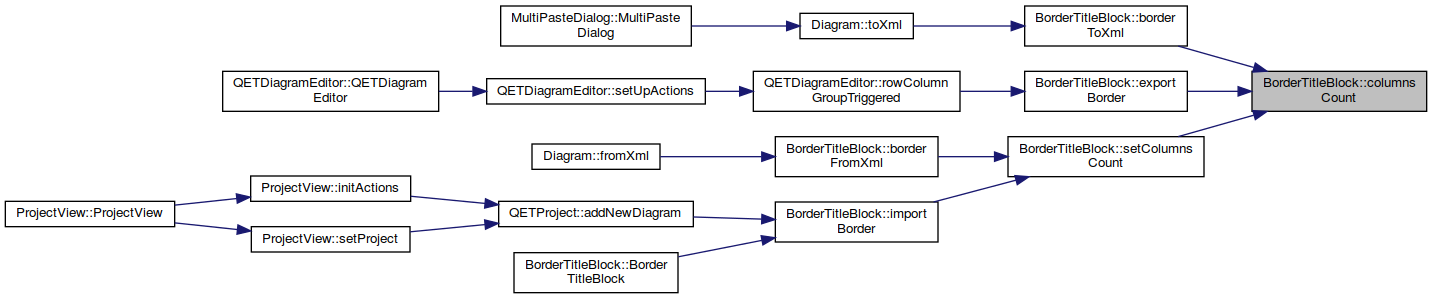 MultiPasteDialog::MultiPaste
Dialog
Diagram::toXml
BorderTitleBlock::border
ToXml
QETDiagramEditor::QETDiagram
Editor
QETDiagramEditor::setUpActions
QETDiagramEditor::rowColumn
GroupTriggered
BorderTitleBlock::export
Border
BorderTitleBlock::columns
Count
Diagram::fromXml
BorderTitleBlock::border
FromXml
BorderTitleBlock::setColumns
Count
ProjectView::ProjectView
ProjectView::initActions
ProjectView::setProject
QETProject::addNewDiagram
BorderTitleBlock::import
Border
BorderTitleBlock::Border
TitleBlock